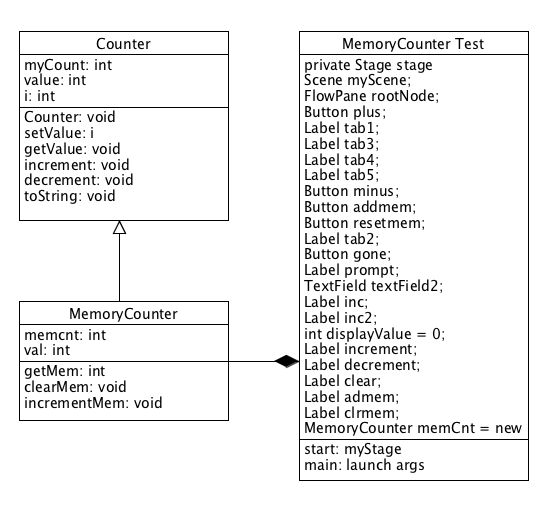 Counter
myCount: int
value: int
i: int
Counter: void
setValue: i
getValue: void
increment: void
decrement: void
toString: void
MemoryCounter
memcnt: int
val: int
getMem: int
clearMem: void
incrementMem: void
MemoryCounter Test
private Stage stage
Scene myScene;
FlowPane rootNode;
Button plus;
Label tab1;
Label tab3;
Label tab4;
Label tab5;
Button minus;
Button addmem;
Button resetmem;
Label tab2;
Button gone;
Label prompt;
TextField textField2;
Label inc;
Label inc2;
int displayValue = 0;
Label increment;
Label decrement;
Label clear;
Label admem;
Label clrmem;
MemoryCounter memCnt = new
start: myStage
main: launch args